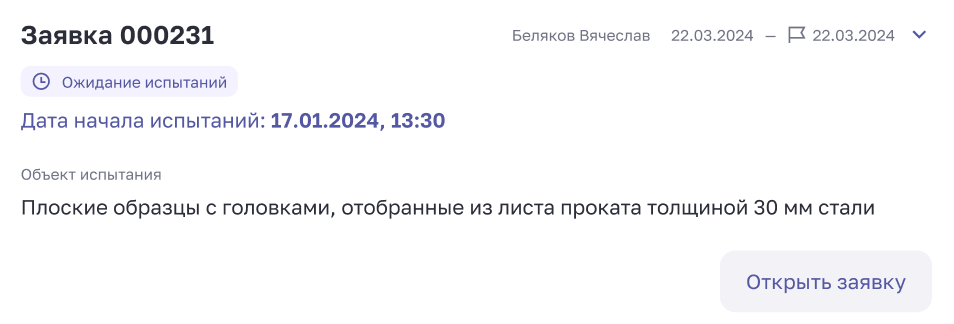 Заявка 000231
Беляков Вячеслав 22.03.2024 – 22.03.2024
Ожидание испытаний
Дата начала испытаний: 17.01.2024, 13:30
Объект испытания
Плоские образцы с головками, отобранные из листа проката толщиной 30 мм стали
Открыть заявку